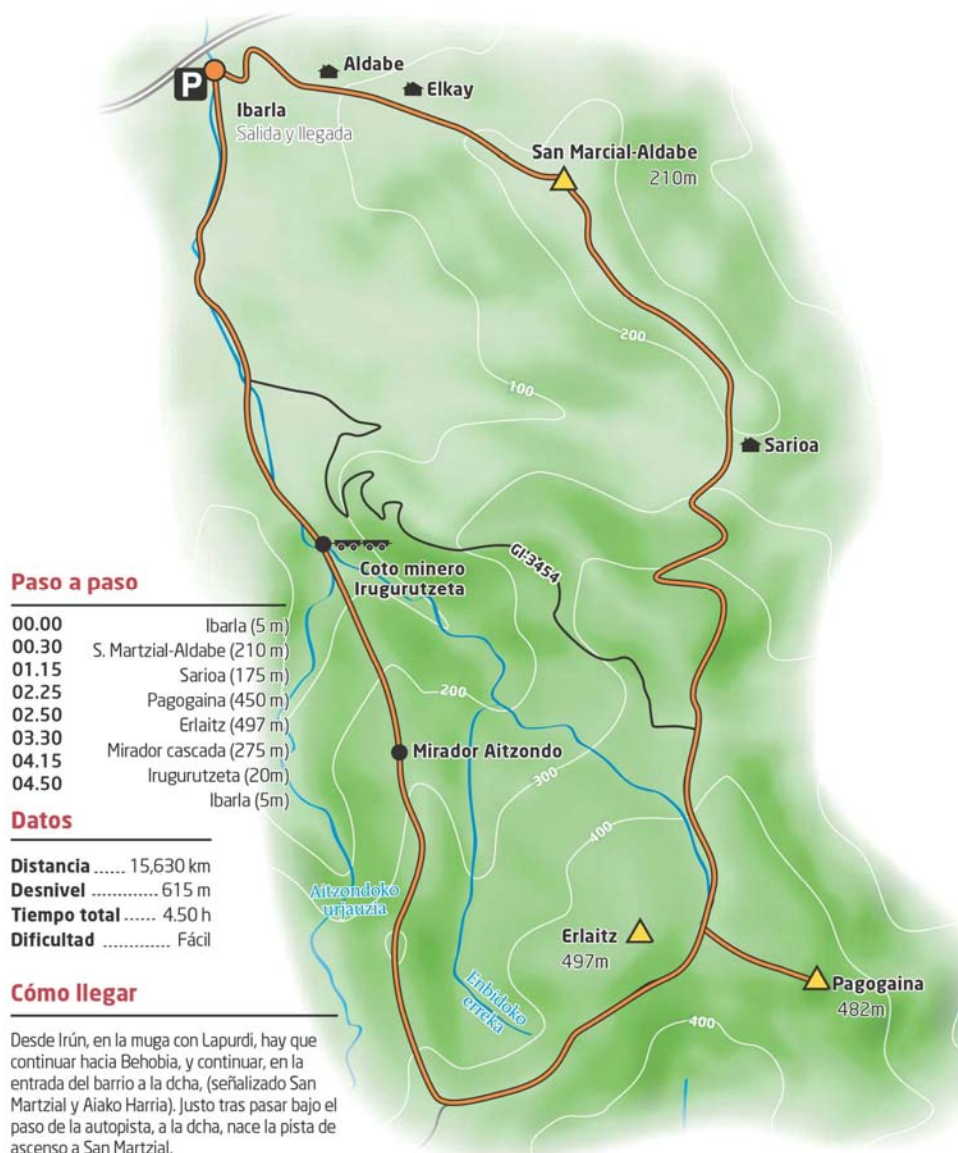 P
Ibarla
Salida y llegada
Aldabe
Elkay
San Marcial-Aldabe
210m
200
100
Sarioa
Coto minero
Irugurutzeta
GI-3454
200
Mirador Aitzondo
300
400
Aitzondoko
urjauzia
Enbidoko
erreka
Erlaitz
497m
Pagogaina
482m
400
Paso a paso
00.00 Ibarla (5 m)
00.30 S. Martzial-Aldabe (210 m)
01.15 Sarioa (175 m)
02.25 Pagogaina (450 m)
02.50 Erlaitz (497 m)
03.30 Mirador cascada (275 m)
04.15 Irugurutzeta (20m)
04.50 Ibarla (5m)
Datos
Distancia ...... 15,630 km
Desnivel ........... 615 m
Tiempo total ...... 4.50 h
Dificultad ......... Fácil
Cómo llegar
Desde Irún, en la muga con Lapurdi, hay que
continuar hacia Behobia, y continuar, en la
entrada del barrio a la dcha, (señalizado San
Martzial y Aiako Harria). Justo tras pasar bajo el
paso de la autopista, a la dcha, nace la pista de
ascenso a San Martzial.